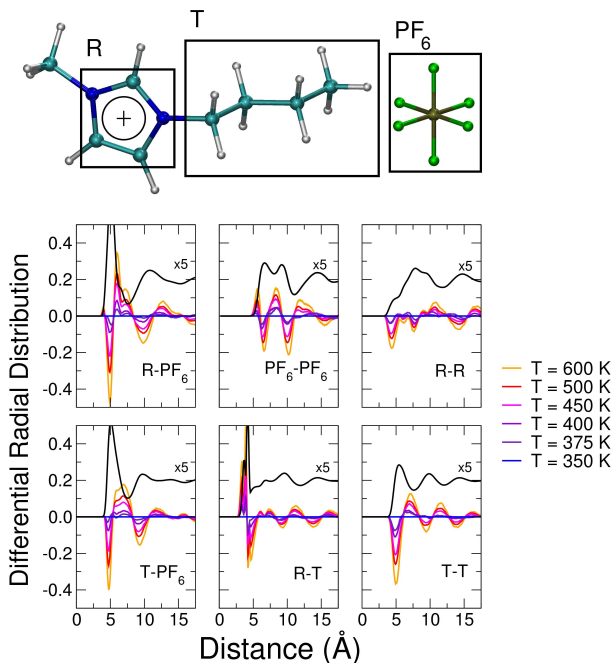 R
T
PF6
+
Differential Radial Distribution
0.4
0.2
0.0
-0.2
-0.4
x5
R-PF6
x5
PF6-PF6
x5
R-R
0.4
0.2
0.0
-0.2
-0.4
x5
T-PF6
x5
R-T
x5
T-T
0 5 10 15 0 5 10 15 0 5 10 15
Distance (Å)
T = 600 K
T = 500 K
T = 450 K
T = 400 K
T = 375 K
T = 350 K